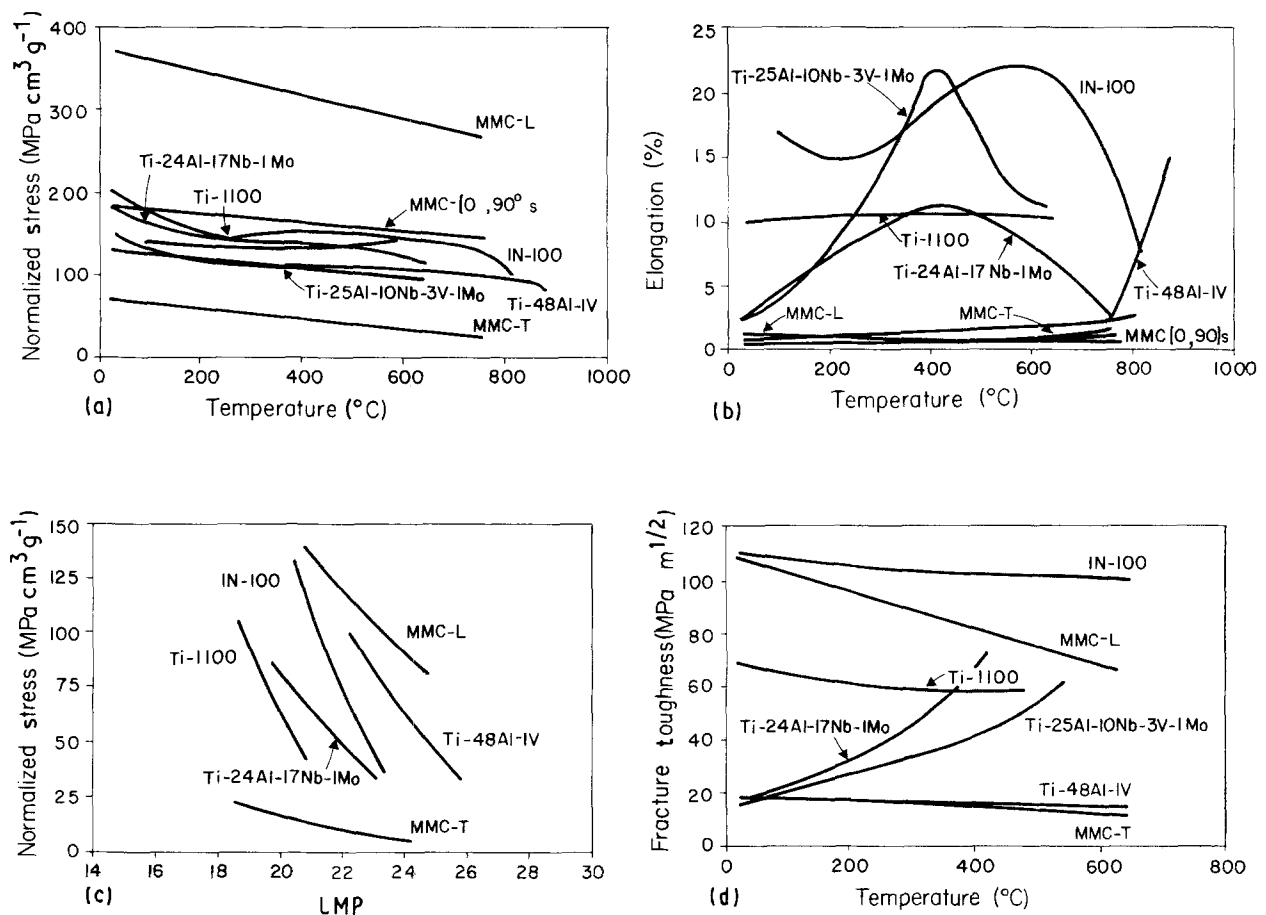 Normalized stress (MPa cm³ g⁻¹)
400
300
200
100
0
MMC-L
Ti-24Al-17Nb-1Mo
Ti-1100
MMC-[0 ,90° s
IN-100
Ti-25Al-10Nb-3V-1Mo
Ti-48Al-1V
MMC-T
0 200 400 600 800 1000
(a) Temperature (°C)
Elongation (%)
25
20
15
10
5
0
Ti-25Al-10Nb-3V-1Mo
IN-100
Ti-1100
Ti-24Al-17Nb-1Mo
Ti-48Al-1V
MMC-L
MMC-T
MMC[0,90]s
0 200 400 600 800 1000
(b) Temperature (°C)
Normalized stress (MPa cm³ g⁻¹)
150
125
100
75
50
25
0
IN-100
MMC-L
Ti-1100
Ti-48Al-1V
Ti-24Al-17Nb-1Mo
MMC-T
14 16 18 20 22 24 26 28 30
(c) LMP
Fracture toughness(MPa m^1/2)
120
100
80
60
40
20
0
IN-100
MMC-L
Ti-1100
Ti-24Al-17Nb-1Mo
Ti-25Al-10Nb-3V-1Mo
Ti-48Al-1V
MMC-T
0 200 400 600 800
(d) Temperature (°C)